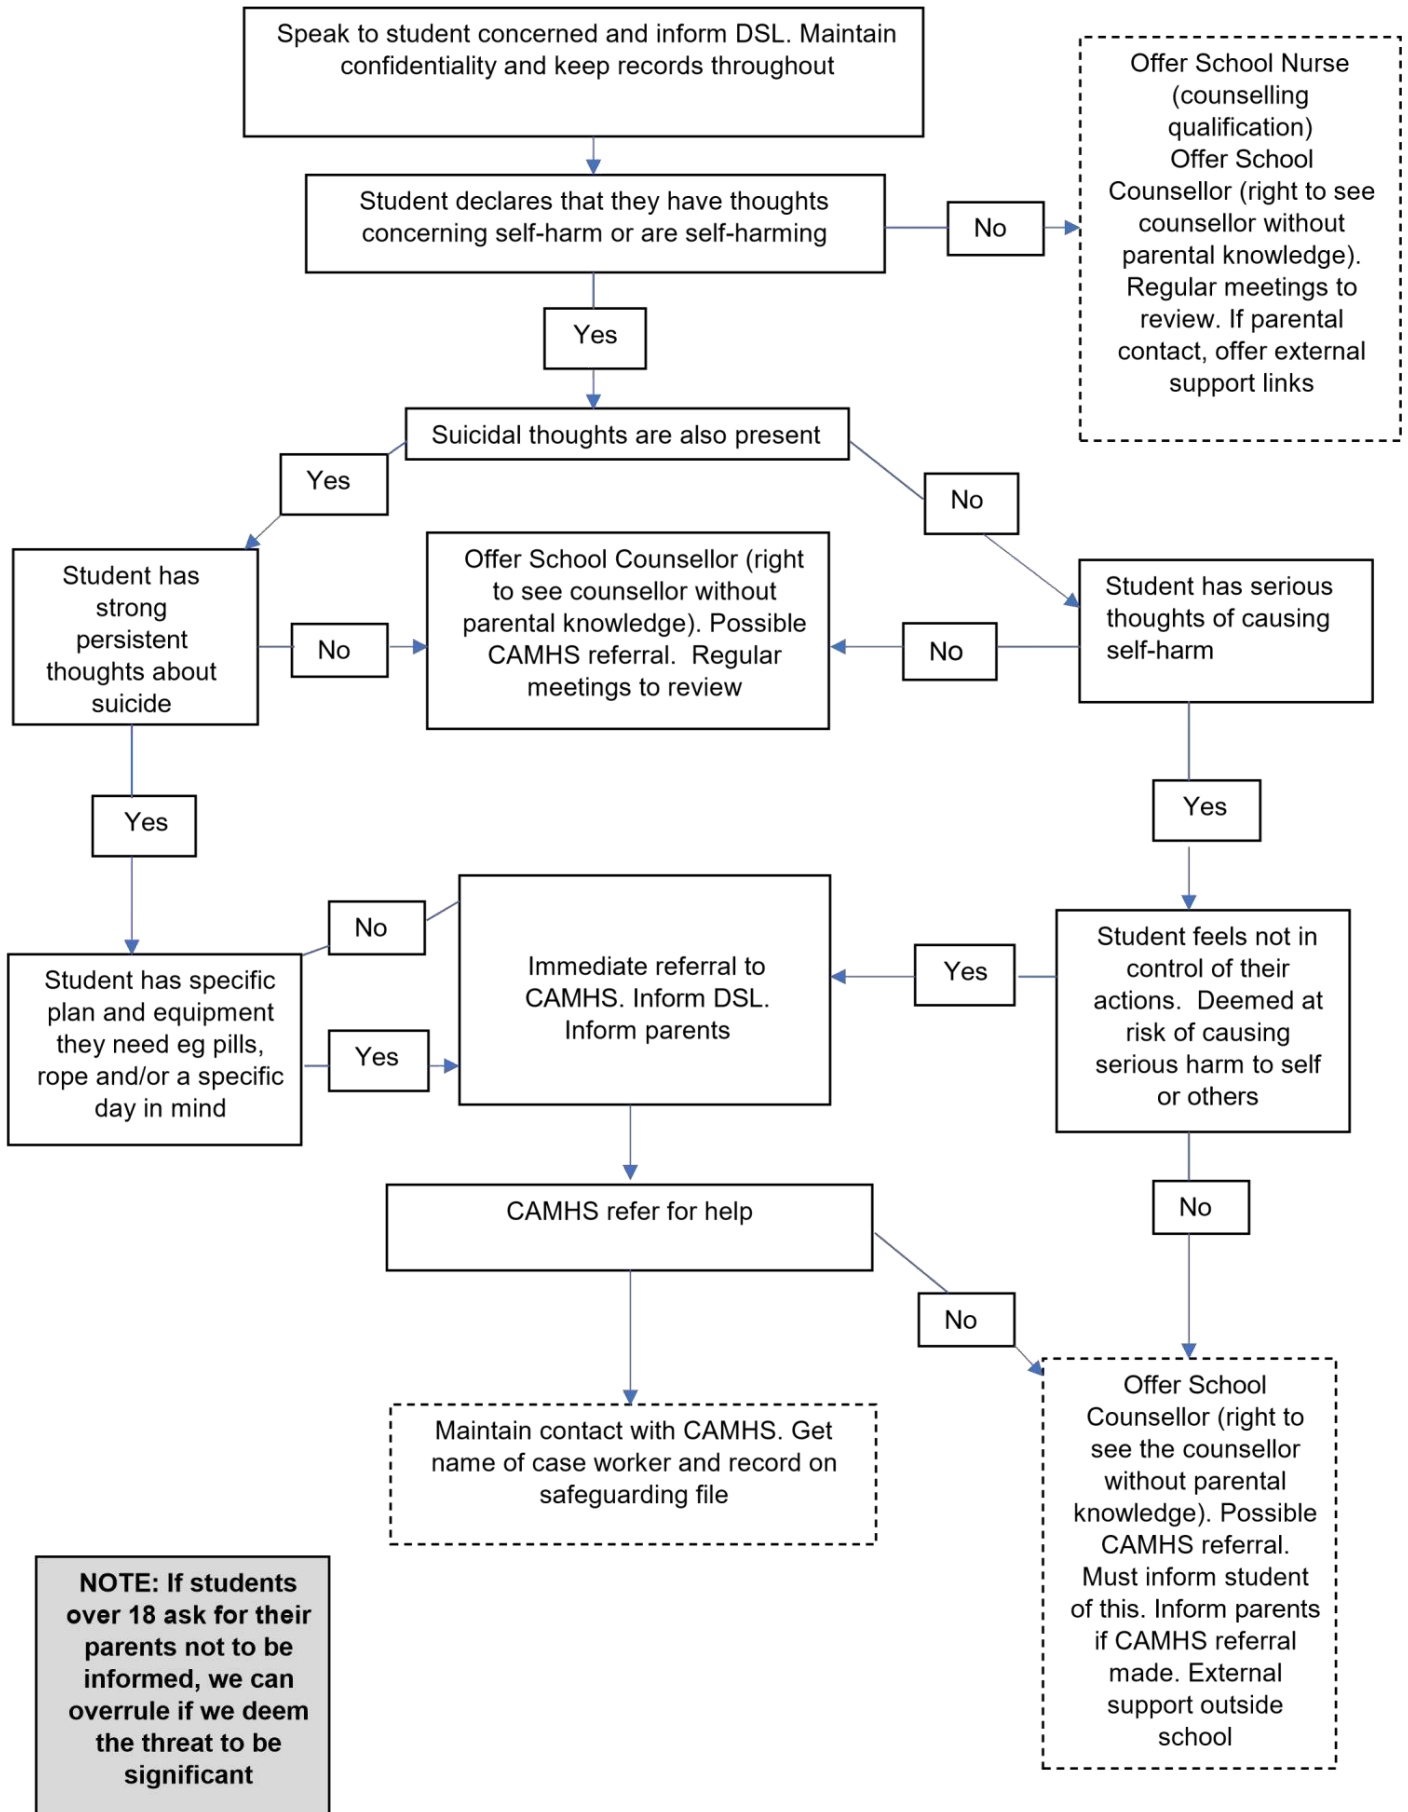 Speak to student concerned and inform DSL. Maintain
confidentiality and keep records throughout
Offer School Nurse
(counselling
qualification)
Offer School
Counsellor (right to see
counsellor without
parental knowledge).
Regular meetings to
review. If parental
contact, offer external
support links
Student declares that they have thoughts
concerning self-harm or are self-harming
No
Yes
Suicidal thoughts are also present
Yes
No
Student has
strong
persistent
thoughts about
suicide
No
Offer School Counsellor (right
to see counsellor without
parental knowledge). Possible
CAMHS referral.  Regular
meetings to review
No
Student has serious
thoughts of causing
self-harm
Yes
Yes
No
Student has specific
plan and equipment
they need eg pills,
rope and/or a specific
day in mind
Yes
Immediate referral to
CAMHS. Inform DSL.
Inform parents
Yes
Student feels not in
control of their
actions.  Deemed at
risk of causing
serious harm to self
or others
CAMHS refer for help
No
No
Maintain contact with CAMHS. Get
name of case worker and record on
safeguarding file
Offer School
Counsellor (right to
see the counsellor
without parental
knowledge). Possible
CAMHS referral.
Must inform student
of this. Inform parents
if CAMHS referral
made. External
support outside
school
NOTE: If students
over 18 ask for their
parents not to be
informed, we can
overrule if we deem
the threat to be
significant